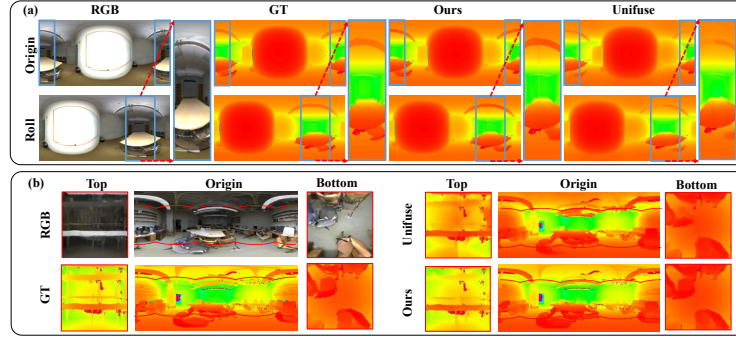 (a) RGB GT Ours Unifuse
Origin
Roll
(b) Top Origin Bottom Top Origin Bottom
RGB Unifuse
GT Ours